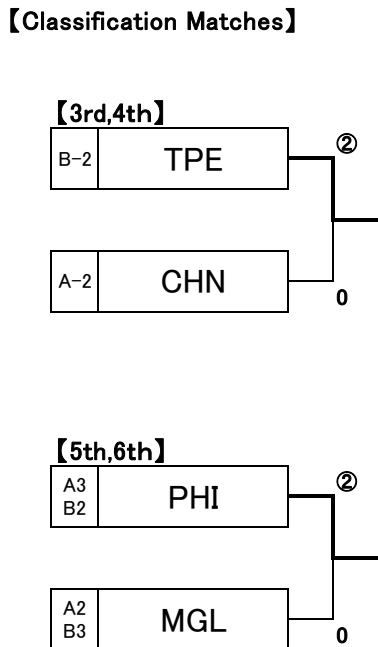 【Classification Matches】
【3rd,4th】
B-2 TPE ②
A-2 CHN 0
【5th,6th】
A3
B2 PHI ②
A2
B3 MGL 0